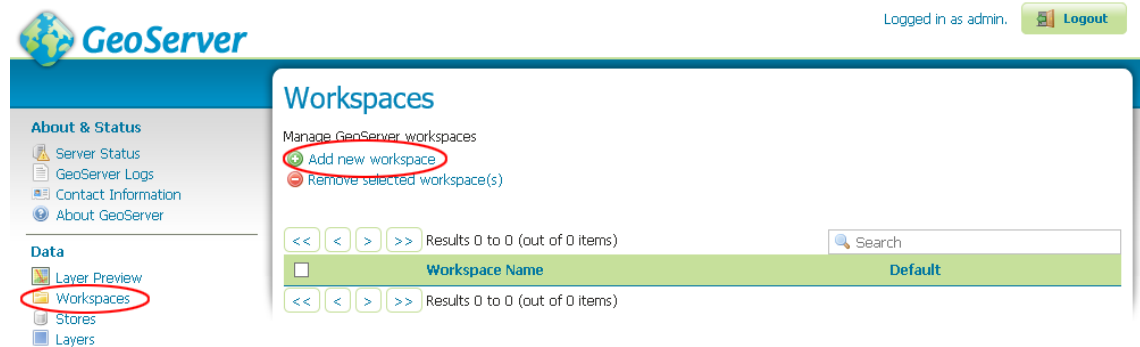 GeoServer
Logged in as admin.
Logout
About & Status
Server Status
GeoServer Logs
Contact Information
About GeoServer
Data
Layer Preview
Workspaces
Stores
Layers
Workspaces
Manage GeoServer workspaces
Add new workspace
Remove selected workspace(s)
<< < > >> Results 0 to 0 (out of 0 items)
Search
Workspace Name Default
<< < > >> Results 0 to 0 (out of 0 items)